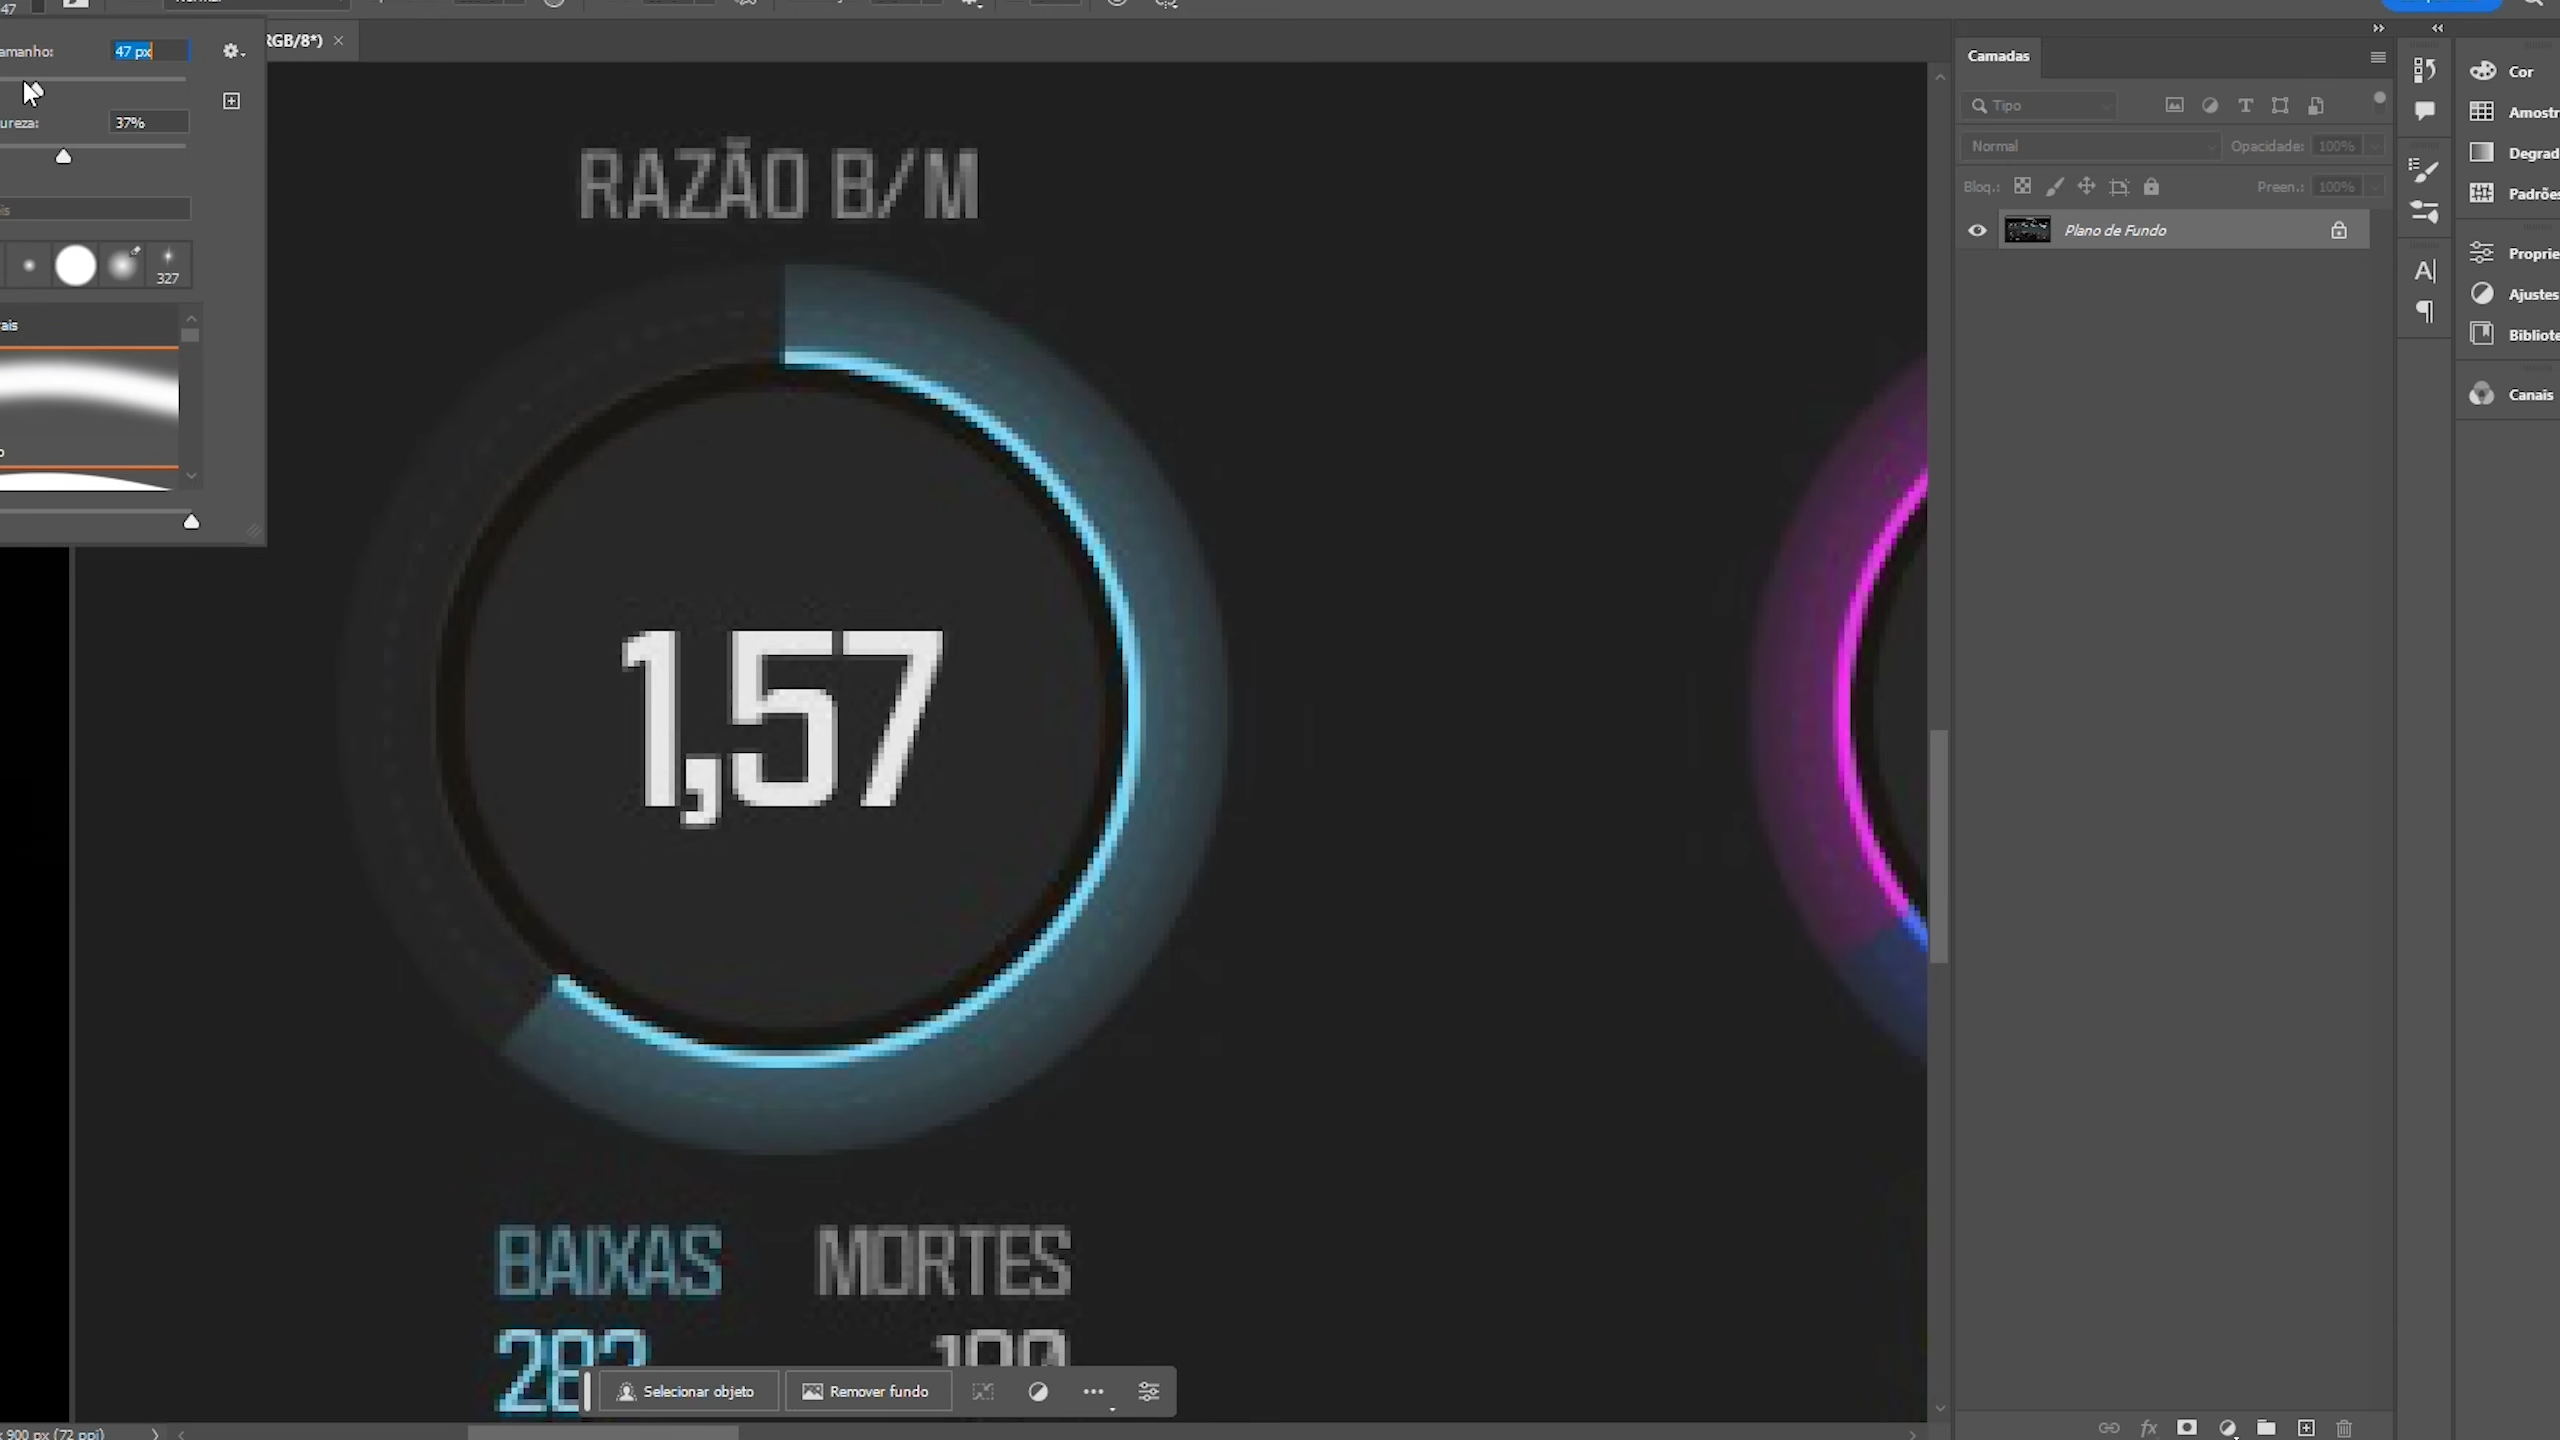 47
RGB/8*)
amanho:
47 px
ureza:
37%
327
ais
RAZÃO B/M
1,57
BAIXAS
MORTES
Selecionar objeto
Remover fundo
900 px (72 ppi)
Camadas
Tipo
Normal
Opacidade:
100%
Bloq.:
Preen.:
100%
Plano de Fundo
Cor
Amostr
Degrad
Padrões
Proprie
Ajustes
Bibliote
Canais